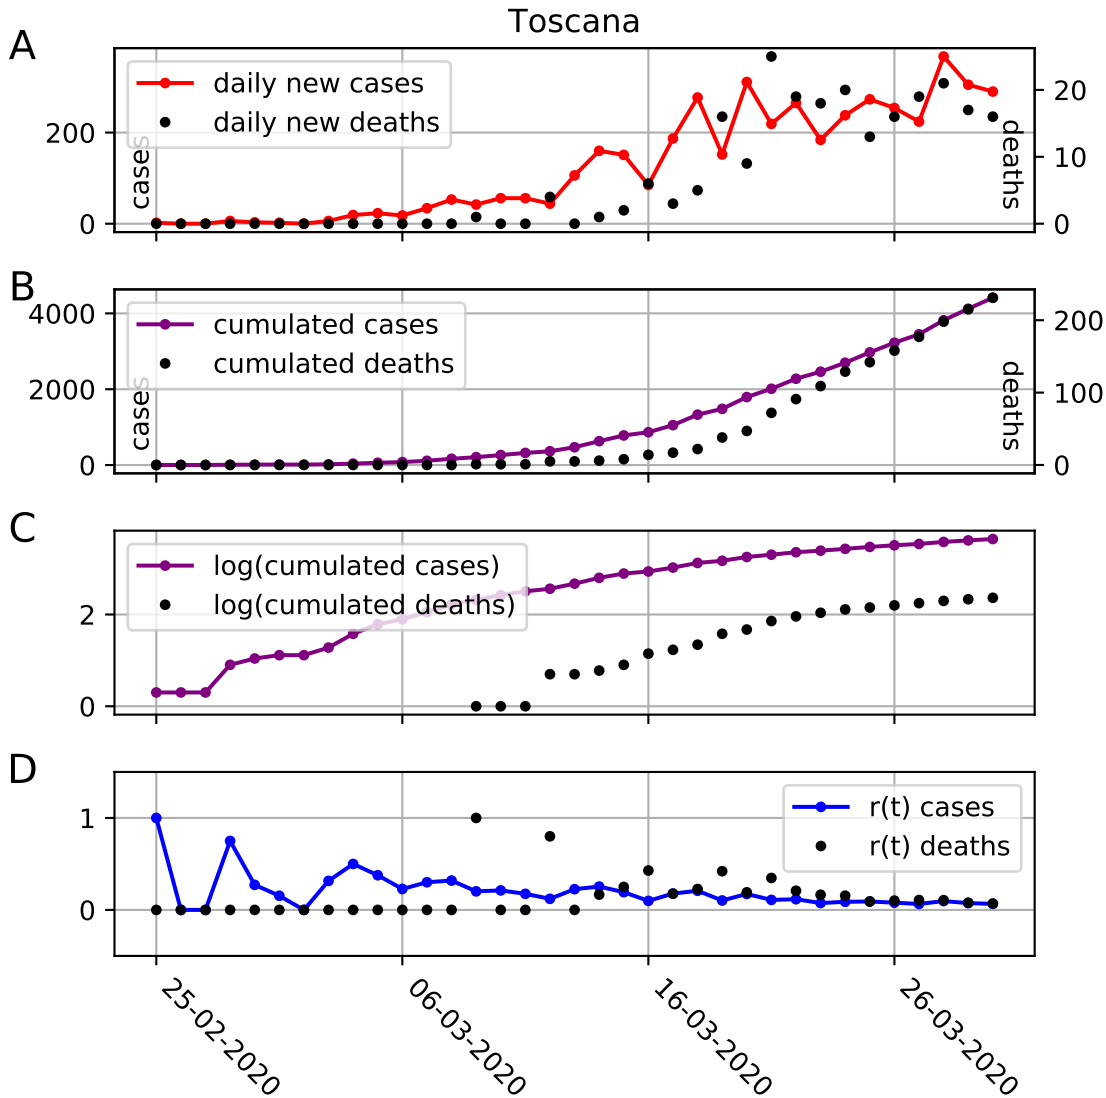 Toscana
A
daily new cases
daily new deaths
200
0
cases
20
10
0
deaths
B
cumulated cases
cumulated deaths
4000
2000
0
cases
200
100
0
deaths
C
log(cumulated cases)
log(cumulated deaths)
2
0
D
r(t) cases
r(t) deaths
1
0
25-02-2020
06-03-2020
16-03-2020
26-03-2020